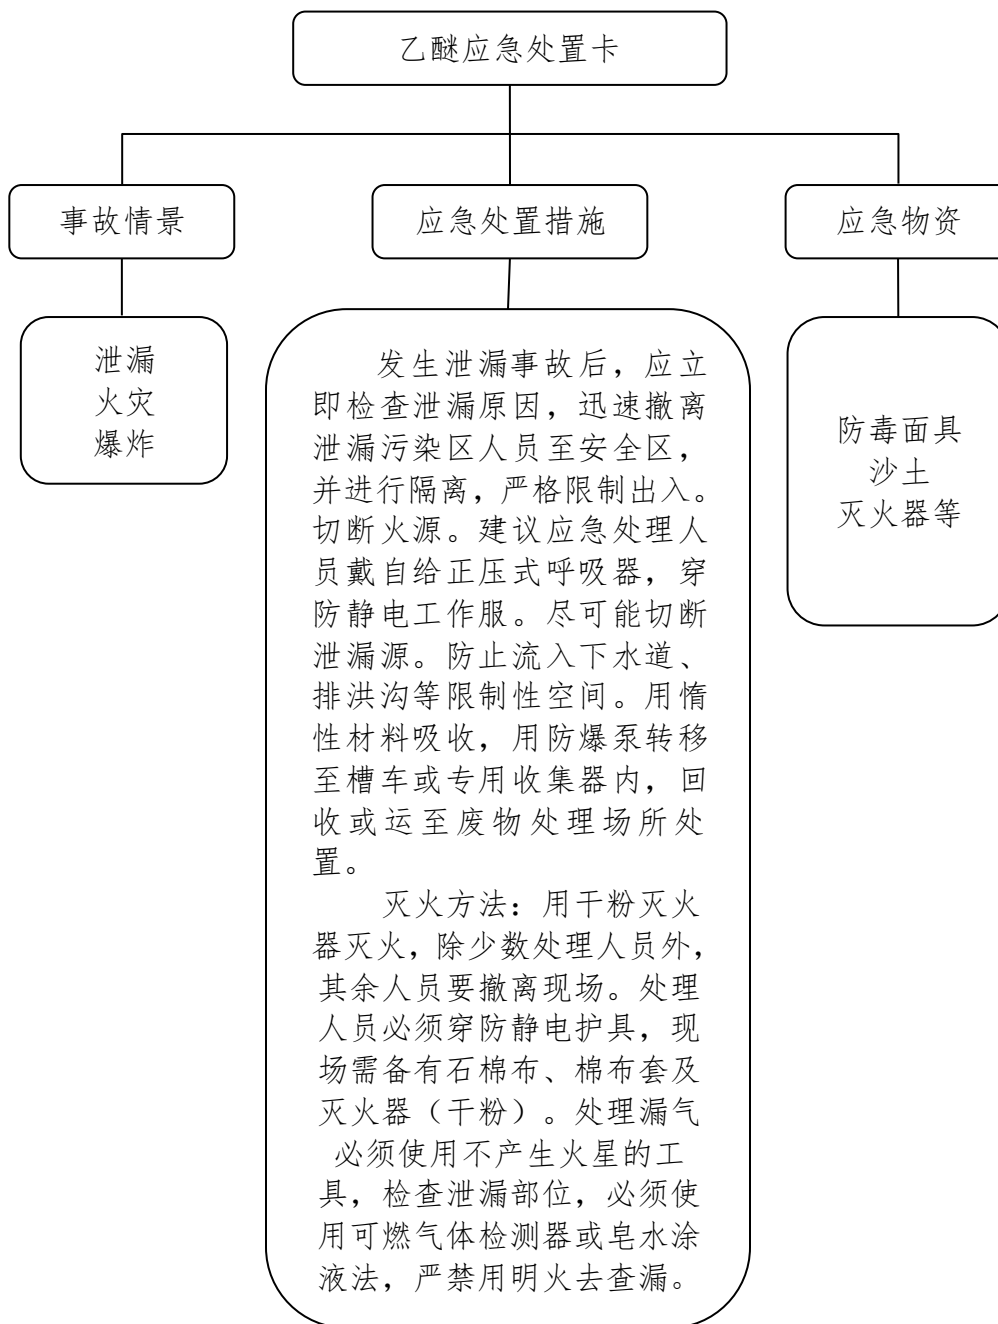 乙醚应急处置卡
事故情景
应急处置措施
应急物资
泄漏
火灾
爆炸
发生泄漏事故后，应立
即检查泄漏原因，迅速撤离
泄漏污染区人员至安全区，
并进行隔离，严格限制出入。
切断火源。建议应急处理人
员戴自给正压式呼吸器，穿
防静电工作服。尽可能切断
泄漏源。防止流入下水道、
排洪沟等限制性空间。用惰
性材料吸收，用防爆泵转移
至槽车或专用收集器内，回
收或运至废物处理场所处
置。
灭火方法：用干粉灭火
器灭火，除少数处理人员外，
其余人员要撤离现场。处理
人员必须穿防静电护具，现
场需备有石棉布、棉布套及
灭火器（干粉）。处理漏气
必须使用不产生火星的工
具，检查泄漏部位，必须使
用可燃气体检测器或皂水涂
液法，严禁用明火去查漏。
防毒面具
沙土
灭火器等